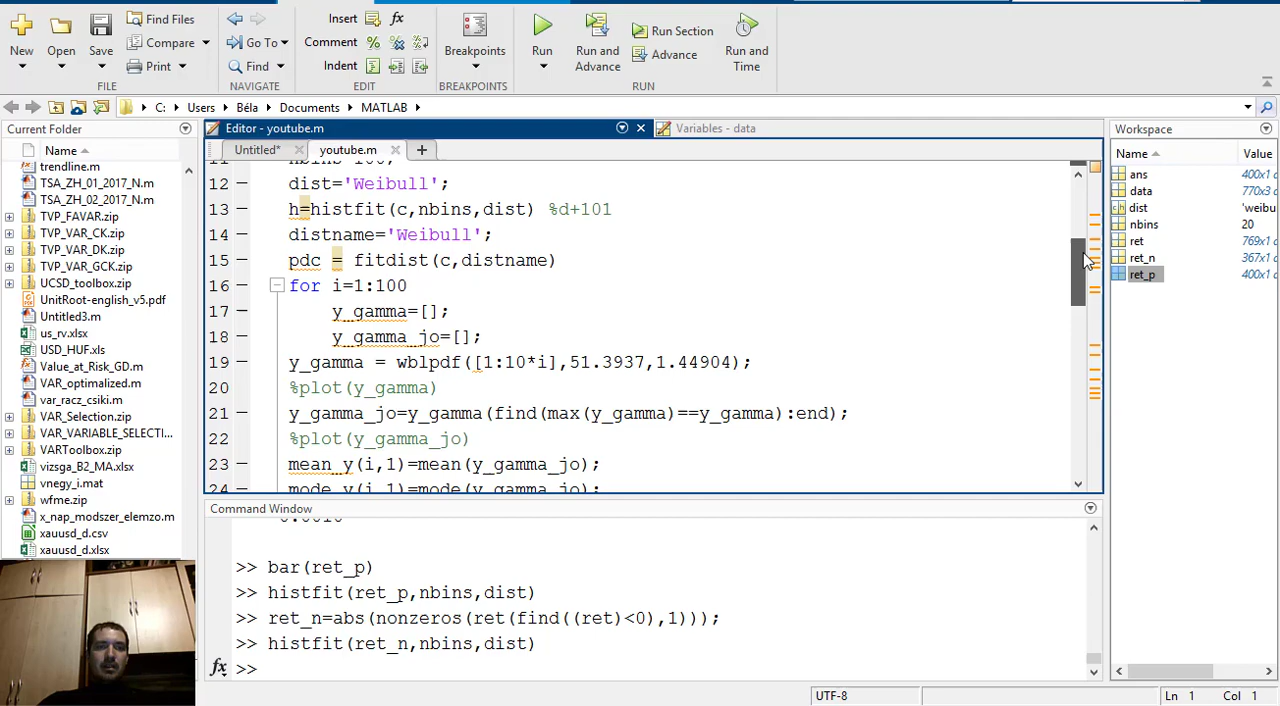 New
Open
Save
Find Files
Compare
Print
FILE
Go To
Find
NAVIGATE
Insert fx
Comment
Indent
EDIT
Breakpoints
BREAKPOINTS
Run
Run and
Advance
Run Section
Advance
Run and
Time
RUN
C: Users Béla Documents MATLAB
Current Folder
Name
trendline.m
TSA_ZH_01_2017_N.m
TSA_ZH_02_2017_N.m
TVP_FAVAR.zip
TVP_VAR_CK.zip
TVP_VAR_DK.zip
TVP_VAR_GCK.zip
UCSD_toolbox.zip
UnitRoot-english_v5.pdf
Untitled3.m
us_rv.xlsx
USD_HUF.xls
Value_at_Risk_GD.m
VAR_optimalized.m
var_racz_csiki.m
VAR_Selection.zip
VAR_VARIABLE_SELECTI...
VARToolbox.zip
vizsga_B2_MA.xlsx
vnegy_i.mat
wfme.zip
x_nap_modszer_elemzo.m
xauusd_d.csv
xauusd_d.xlsx
Editor - youtube.m
Variables - data
Untitled*
youtube.m
12 dist='Weibull';
13 h=histfit(c,nbins,dist) %d+101
14 distname='Weibull';
15 pdc = fitdist(c,distname)
16 for i=1:100
17 y_gamma=[];
18 y_gamma_jo=[];
19 y_gamma = wblpdf([1:10*i],51.3937,1.44904);
20 %plot(y_gamma)
21 y_gamma_jo=y_gamma(find(max(y_gamma)==y_gamma):end);
22 %plot(y_gamma_jo)
23 mean_y(i,1)=mean(y_gamma_jo);
24 mode_y(i,1)=mode(y_gamma_jo);
Command Window
>> bar(ret_p)
>> histfit(ret_p,nbins,dist)
>> ret_n=abs(nonzeros(ret(find((ret)<0),1)));
>> histfit(ret_n,nbins,dist)
fx >>
Workspace
Name Value
ans 400x1
data 770x3
dist 'weibu
nbins 20
ret 769x1
ret_n 367x1
ret_p 400x1
UTF-8
Ln 1 Col 1